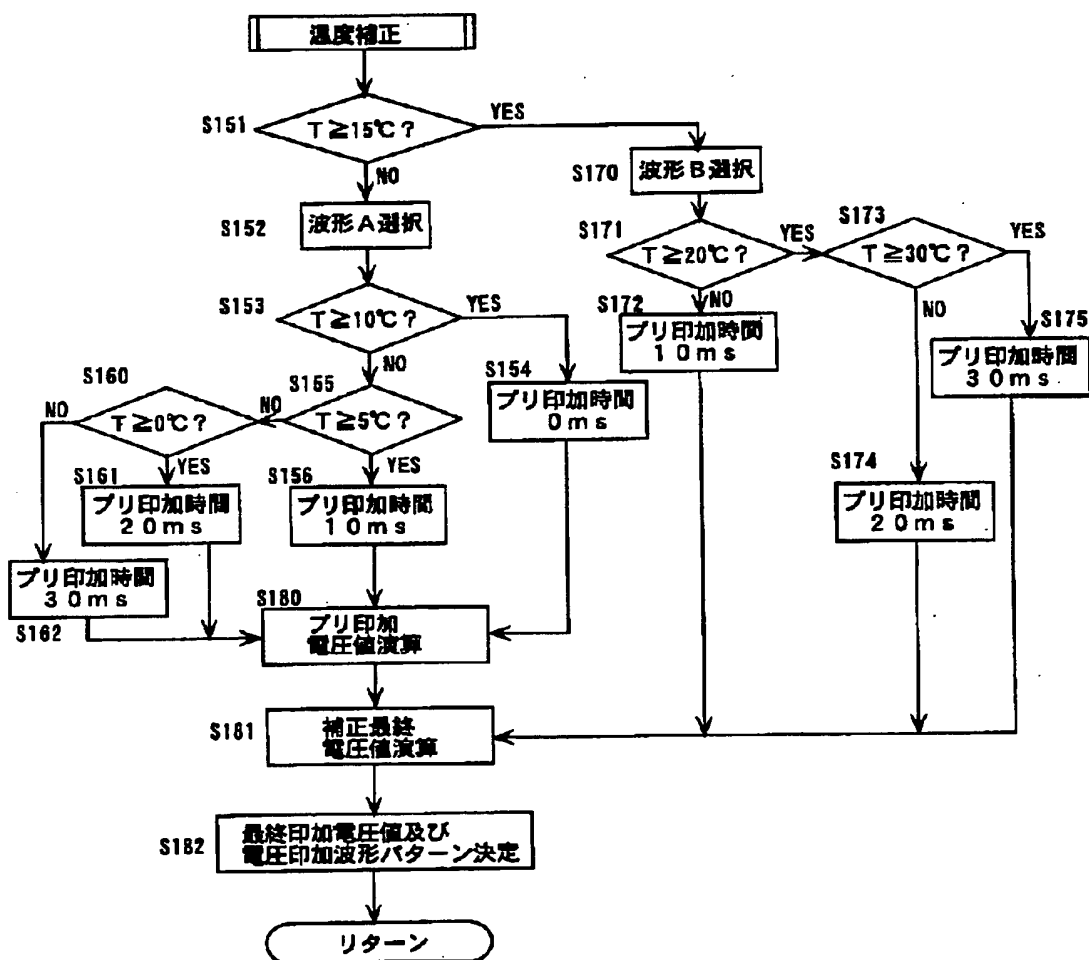 温度補正
S151
T≧15℃?
YES
NO
S152
波形A選択
S170
波形B選択
S153
T≧10℃?
YES
NO
S171
T≧20℃?
YES
NO
S173
T≧30℃?
YES
NO
S172
プリ印加時間
10ms
S175
プリ印加時間
30ms
S160
T≧0℃?
NO
YES
S155
T≧5℃?
NO
YES
S154
プリ印加時間
0ms
S161
プリ印加時間
20ms
S156
プリ印加時間
10ms
S174
プリ印加時間
20ms
プリ印加時間
30ms
S162
S180
プリ印加
電圧値演算
S181
補正最終
電圧値演算
S182
最終印加電圧値及び
電圧印加波形パターン決定
リターン